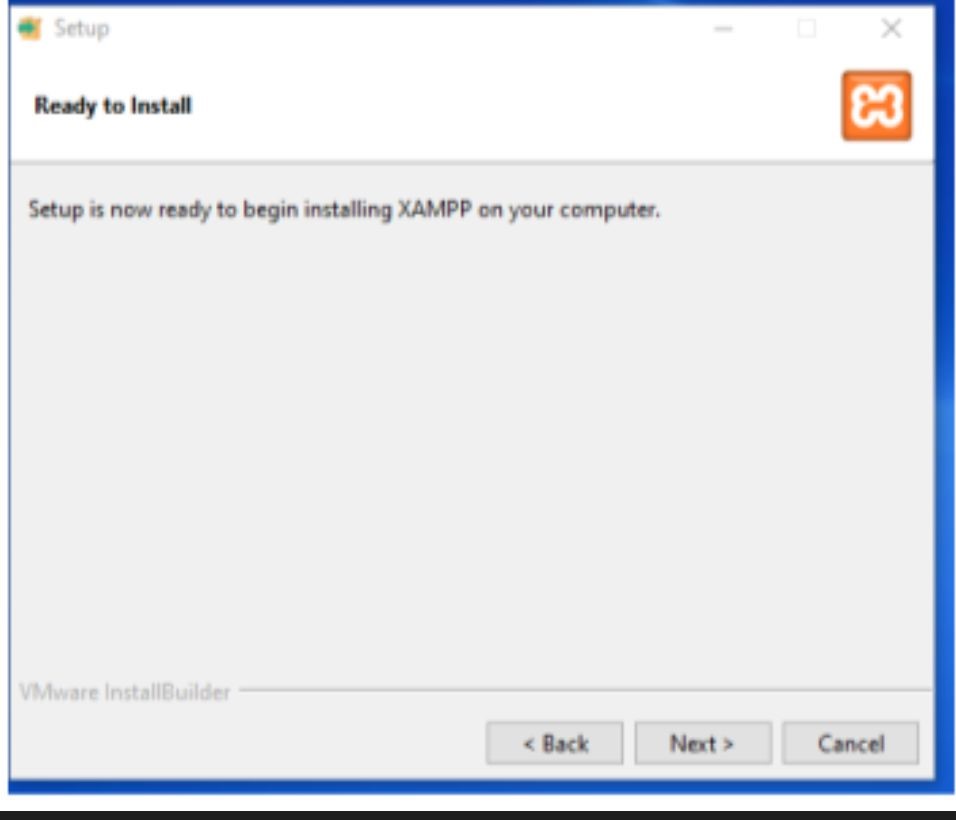 Setup
Ready to Install
Setup is now ready to begin installing XAMPP on your computer.
VMware InstallBuilder
< Back Next > Cancel